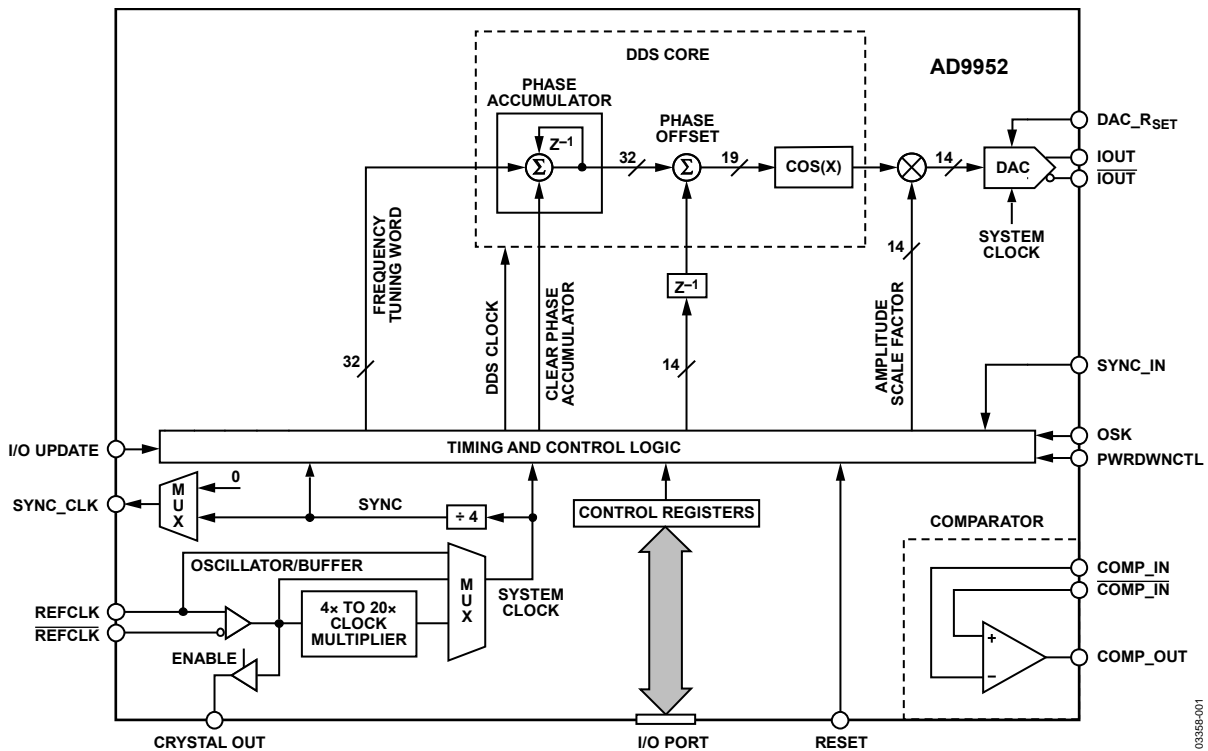 DDS CORE
AD9952
PHASE
ACCUMULATOR
PHASE
OFFSET
DAC_RSET
Z–1
IOUT
32
19
14
Σ
Σ
COS(X)
DAC
IOUT
SYSTEM
CLOCK
14
FREQUENCY
TUNING WORD
Z–1
DDS CLOCK
CLEAR PHASE
ACCUMULATOR
AMPLITUDE
SCALE FACTOR
32
14
SYNC_IN
OSK
I/O UPDATE
TIMING AND CONTROL LOGIC
PWRDWNCTL
0
MUX
SYNC_CLK
SYNC
÷ 4
CONTROL REGISTERS
COMPARATOR
OSCILLATOR/BUFFER
MUX
SYSTEM
CLOCK
COMP_IN
COMP_IN
REFCLK
REFCLK
4× TO 20×
CLOCK
MULTIPLIER
+
–
ENABLE
COMP_OUT
CRYSTAL OUT
I/O PORT
RESET
03358-001